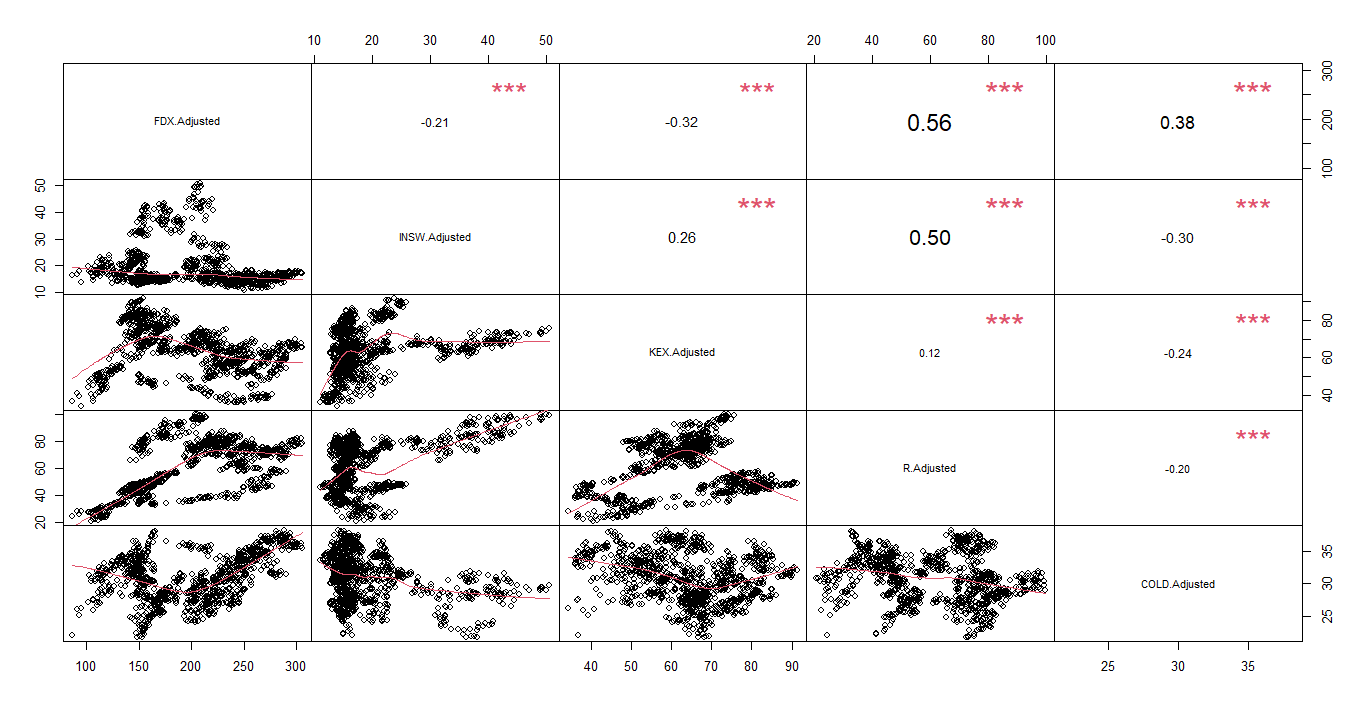 10 20 30 40 50 20 40 60 80 100
*** *** *** ***
FDX.Adjusted -0.21 -0.32 0.56 0.38
100 200 300
*** *** ***
INSW.Adjusted 0.26 0.50 -0.30
10 20 30 40 50
*** ***
KEX.Adjusted 0.12 -0.24
40 60 80
***
R.Adjusted -0.20
20 40 60 80
COLD.Adjusted
25 30 35
100 150 200 250 300 40 50 60 70 80 90 25 30 35